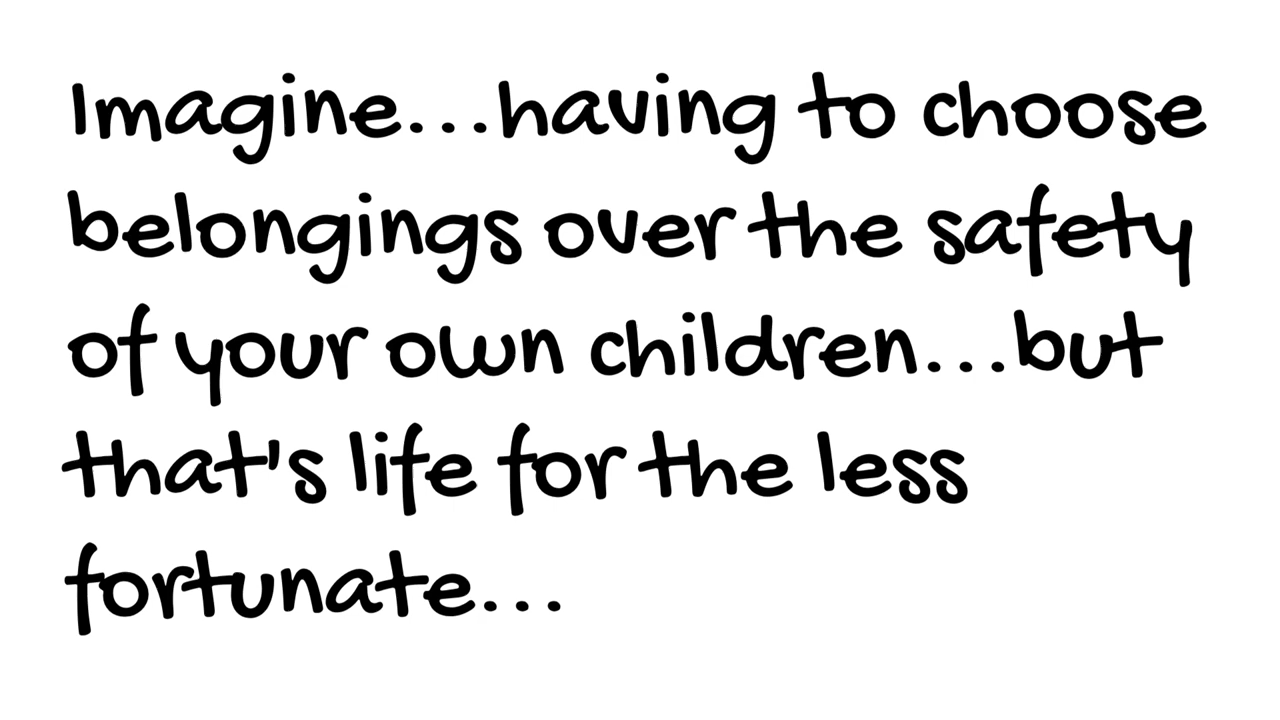 Imagine...having to choose
belongings over the safety
of your own children...but
that's life for the less
fortunate...